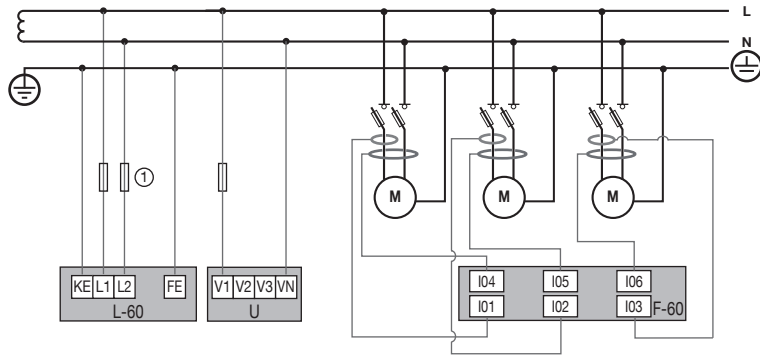 L
N
①
M M M
KE L1 L2 FE
L-60
V1 V2 V3 VN
U
I04 I05 I06
I01 I02 I03
F-60